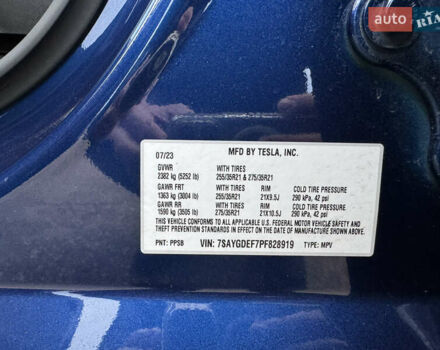 auto RIA
07/23 MFD BY TESLA, INC.
GVWR WITH TIRES
2382 kg (5252 lb) 255/35R21 & 275/35R21
GAWR FRT WITH TIRES RIM COLD TIRE PRESSURE
1363 kg (3004 lb) 255/35R21 21X9.5J 290 kPa, 42 psi
GAWR RR WITH TIRES RIM COLD TIRE PRESSURE
1590 kg (3505 lb) 275/35R21 21X10.5J 290 kPa, 42 psi
THIS VEHICLE CONFORMS TO ALL APPLICABLE U.S. FEDERAL MOTOR VEHICLE SAFETY AND
THEFT PREVENTION STANDARDS IN EFFECT ON THE DATE OF MANUFACTURE SHOWN ABOVE.
PNT: PPSB VIN: 7SAYGDEF7PF828919 TYPE: MPV